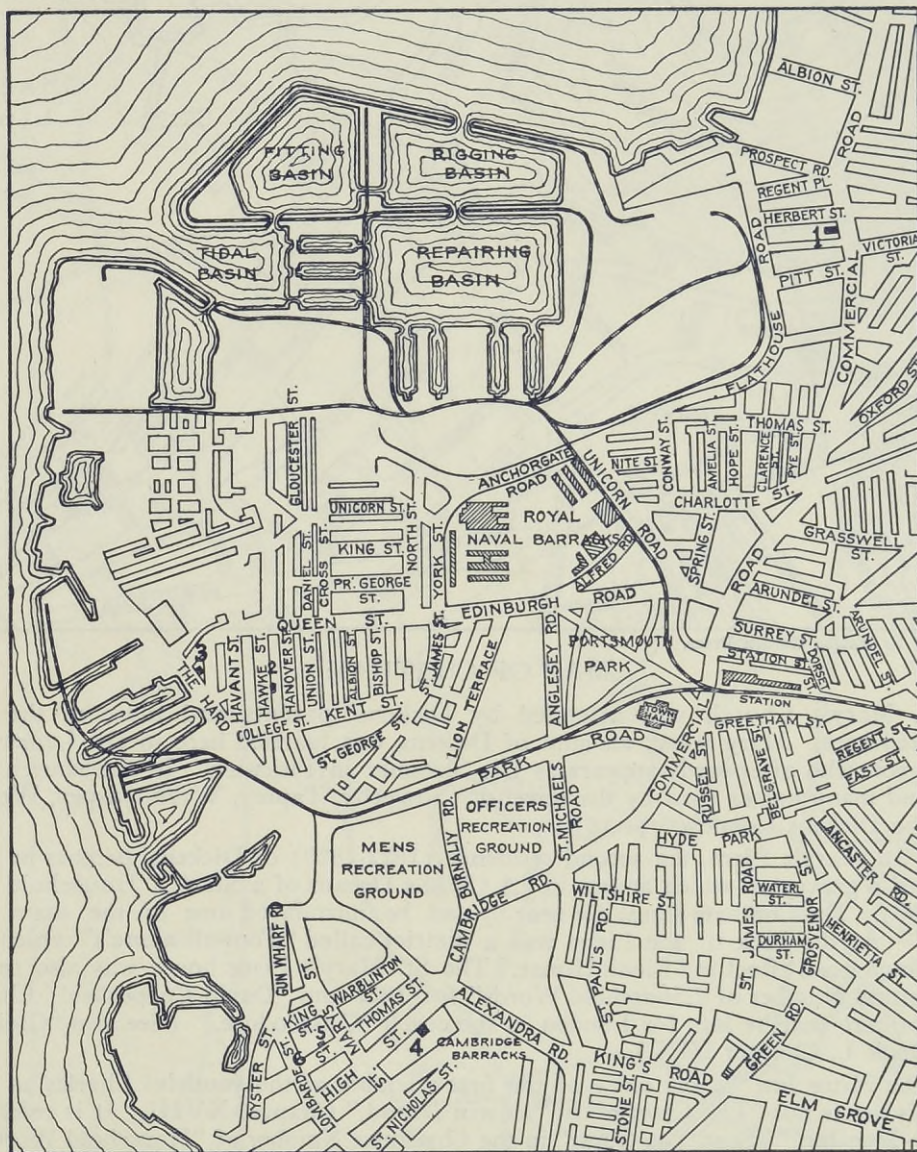 ALBION ST.
FITTING
BASIN
RIGGING
BASIN
ROAD
PROSPECT RD.
REGENT PL.
HERBERT ST.
1
ROAD
VICTORIA
ST.
TIDAL
BASIN
REPAIRING
BASIN
PITT ST.
COMMERCIAL
FLATHOUSE
OXFORD ST.
THOMAS ST.
GLOUCESTER ST.
ANCHORGATE
ROAD
UNICORN
ROAD
NITE ST.
CONWAY ST.
AMELIA ST.
HOPE ST.
CLARENCE
ST.
PYE ST.
CHARLOTTE ST.
UNICORN ST.
NORTH ST.
ROYAL
NAVAL BARRACKS
GRASSWELL
ST.
KING ST.
YORK ST.
ALFRED RD.
SPRING ST.
ROAD
DANIEL ST.
CROSS ST.
PR. GEORGE
ST.
EDINBURGH ROAD
ARUNDEL ST.
QUEEN ST.
ST. JAMES ST.
ANGLESEY RD.
PORTSMOUTH
PARK
SURREY ST.
STATION ST.
DORSET ST.
ARUNDEL ST.
STATION
3
THE HARD
HAVANT ST.
HAWKE ST.
2
HANOVER ST.
UNION ST.
ALBION ST.
BISHOP ST.
LION TERRACE
COLLEGE ST.
KENT ST.
ST. GEORGE ST.
TOWN
HALL
COMMERCIAL
GREETHAM ST.
REGENT. ST.
EAST ST.
PARK ROAD
RUSSEL ST.
BELGRAVE ST.
OFFICERS
RECREATION
GROUND
ST. MICHAELS
ROAD
HYDE PARK
LANCASTER RD.
MENS
RECREATION
GROUND
BURNALIY RD.
CAMBRIDGE RD.
WILTSHIRE ST.
ST. JAMES ROAD
WATERL
ST.
DURHAM
ST.
GROSVENOR ST.
HENRIETTA ST.
ST. PAULS RD.
GUN WHARF RD.
WARBLINTON
ST.
KING
ST.
5
ST. MARYS
THOMAS ST.
ALEXANDRA RD.
GREEN RD.
4
CAMBRIDGE
BARRACKS
KING'S ROAD
OYSTER ST.
6
LOMBARD ST.
HIGH ST.
ST. NICHOLAS ST.
STONE ST.
ELM GROVE